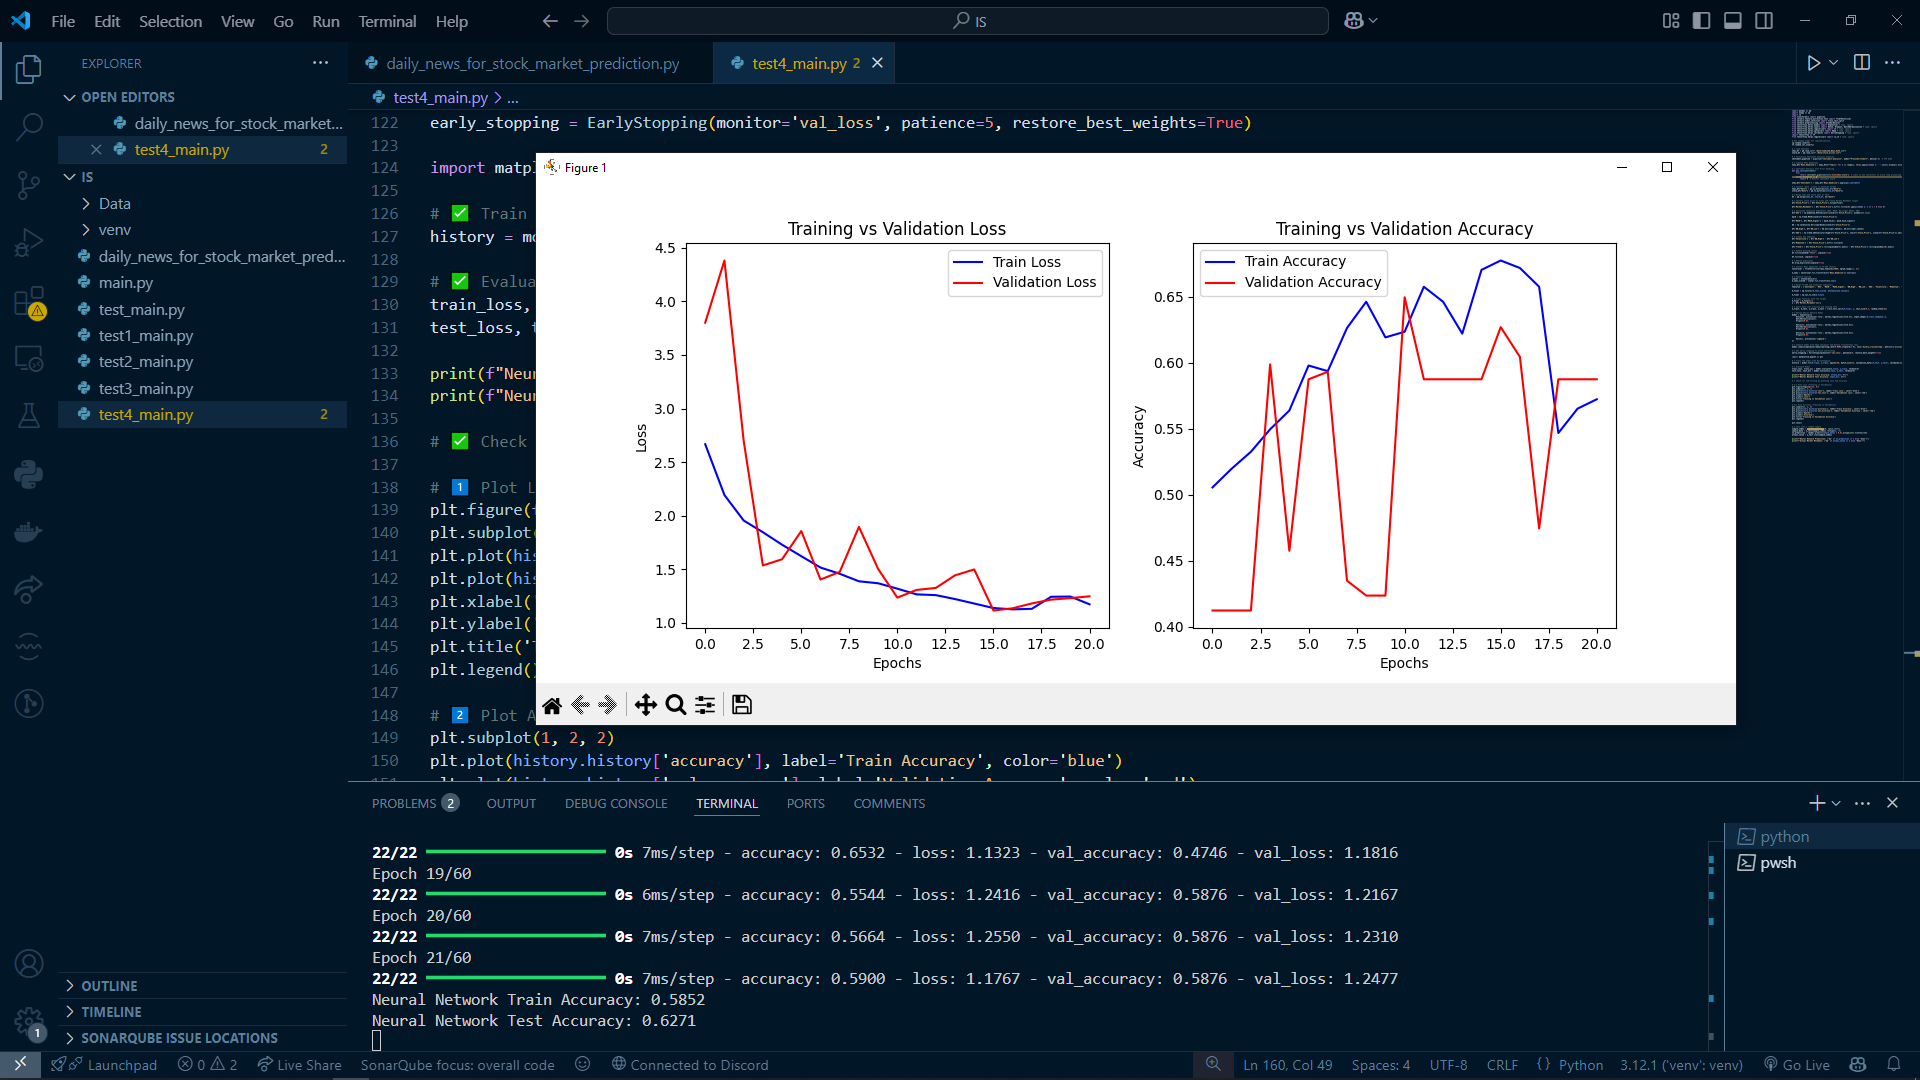 File Edit Selection View Go Run Terminal Help
IS
EXPLORER
OPEN EDITORS
daily_news_for_stock_market...
test4_main.py 2
IS
Data
venv
daily_news_for_stock_market_pred...
main.py
test_main.py
test1_main.py
test2_main.py
test3_main.py
test4_main.py 2
OUTLINE
TIMELINE
SONARQUBE ISSUE LOCATIONS
1
daily_news_for_stock_market_prediction.py
test4_main.py 2
test4_main.py > ...
122 early_stopping = EarlyStopping(monitor='val_loss', patience=5, restore_best_weights=True)
123
124 import matpl
125
126 # ✅ Train
127 history = mo
128
129 # ✅ Evalua
130 train_loss,
131 test_loss, t
132
133 print(f"Neur
134 print(f"Neur
135
136 # ✅ Check
137
138 # 1️⃣ Plot L
139 plt.figure(f
140 plt.subplot(
141 plt.plot(his
142 plt.plot(his
143 plt.xlabel('
144 plt.ylabel('
145 plt.title('T
146 plt.legend()
147
148 # 2️⃣ Plot A
149 plt.subplot(1, 2, 2)
150 plt.plot(history.history['accuracy'], label='Train Accuracy', color='blue')
Figure 1
Training vs Validation Loss
Train Loss
Validation Loss
Loss
4.5
4.0
3.5
3.0
2.5
2.0
1.5
1.0
0.0 2.5 5.0 7.5 10.0 12.5 15.0 17.5 20.0
Epochs
Training vs Validation Accuracy
Train Accuracy
Validation Accuracy
Accuracy
0.65
0.60
0.55
0.50
0.45
0.40
0.0 2.5 5.0 7.5 10.0 12.5 15.0 17.5 20.0
Epochs
PROBLEMS 2 OUTPUT DEBUG CONSOLE TERMINAL PORTS COMMENTS
22/22 0s 7ms/step - accuracy: 0.6532 - loss: 1.1323 - val_accuracy: 0.4746 - val_loss: 1.1816
Epoch 19/60
22/22 0s 6ms/step - accuracy: 0.5544 - loss: 1.2416 - val_accuracy: 0.5876 - val_loss: 1.2167
Epoch 20/60
22/22 0s 7ms/step - accuracy: 0.5664 - loss: 1.2550 - val_accuracy: 0.5876 - val_loss: 1.2310
Epoch 21/60
22/22 0s 7ms/step - accuracy: 0.5900 - loss: 1.1767 - val_accuracy: 0.5876 - val_loss: 1.2477
Neural Network Train Accuracy: 0.5852
Neural Network Test Accuracy: 0.6271
python
pwsh
Launchpad 0 2 Live Share SonarQube focus: overall code Connected to Discord Ln 160, Col 49 Spaces: 4 UTF-8 CRLF { } Python 3.12.1 ('venv': venv) Go Live